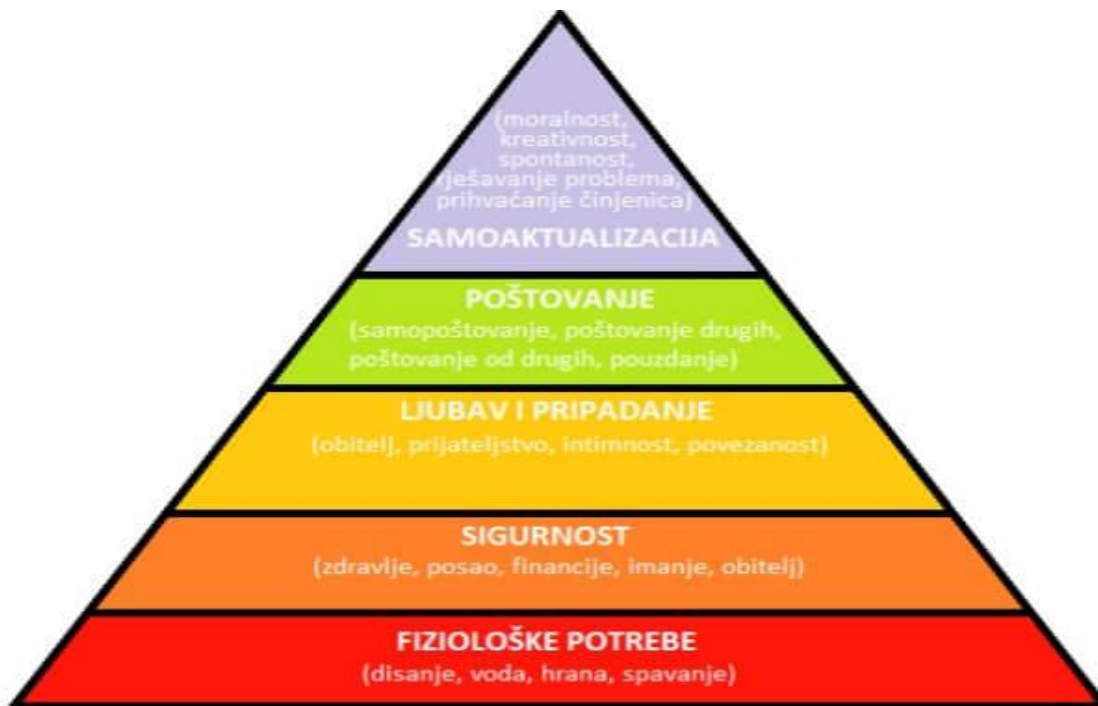 (moralnost,
kreativnost,
spontanost,
rješavanje problema,
prihvaćanje činjenica)
SAMOAKTUALIZACIJA
POŠTOVANJE
(samopoštovanje, poštovanje drugih,
poštovanje od drugih, pouzdanje)
LJUBAV I PRIPADANJE
(obitelj, prijateljstvo, intimnost, povezanost)
SIGURNOST
(zdravlje, posao, financije, imanje, obitelj)
FIZIOLOŠKE POTREBE
(disanje, voda, hrana, spavanje)